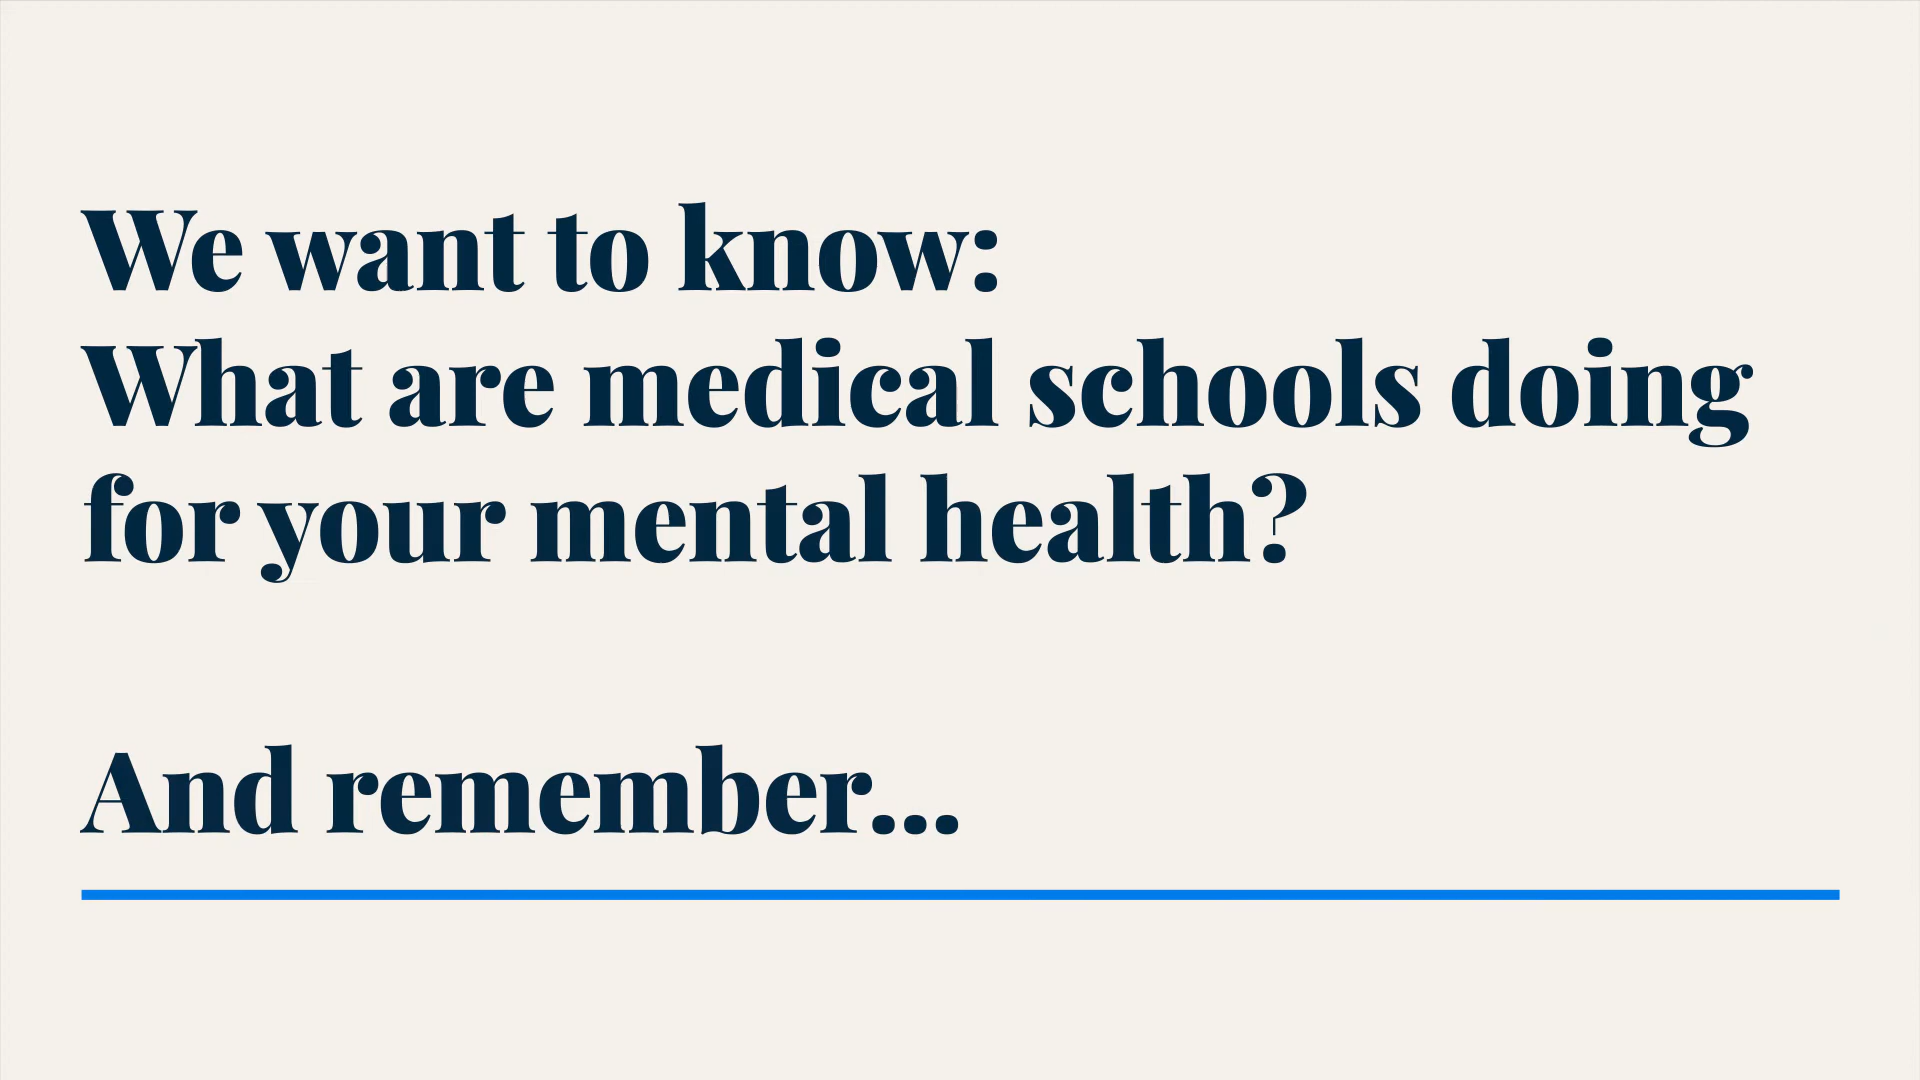 We want to know:
What are medical schools doing
for your mental health?
And remember...